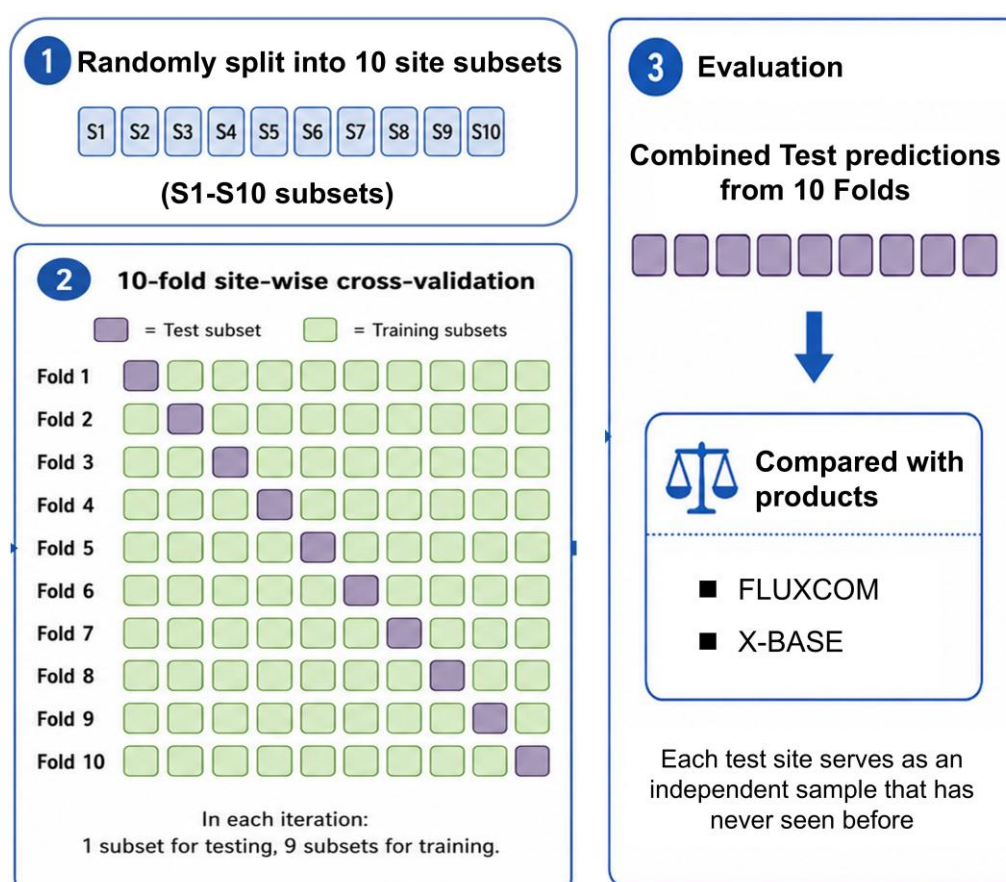 1 Randomly split into 10 site subsets
S1 S2 S3 S4 S5 S6 S7 S8 S9 S10
(S1-S10 subsets)
2 10-fold site-wise cross-validation
= Test subset = Training subsets
Fold 1
Fold 2
Fold 3
Fold 4
Fold 5
Fold 6
Fold 7
Fold 8
Fold 9
Fold 10
In each iteration:
1 subset for testing, 9 subsets for training.
3 Evaluation
Combined Test predictions
from 10 Folds
Compared with
products
■ FLUXCOM
■ X-BASE
Each test site serves as an
independent sample that has
never seen before